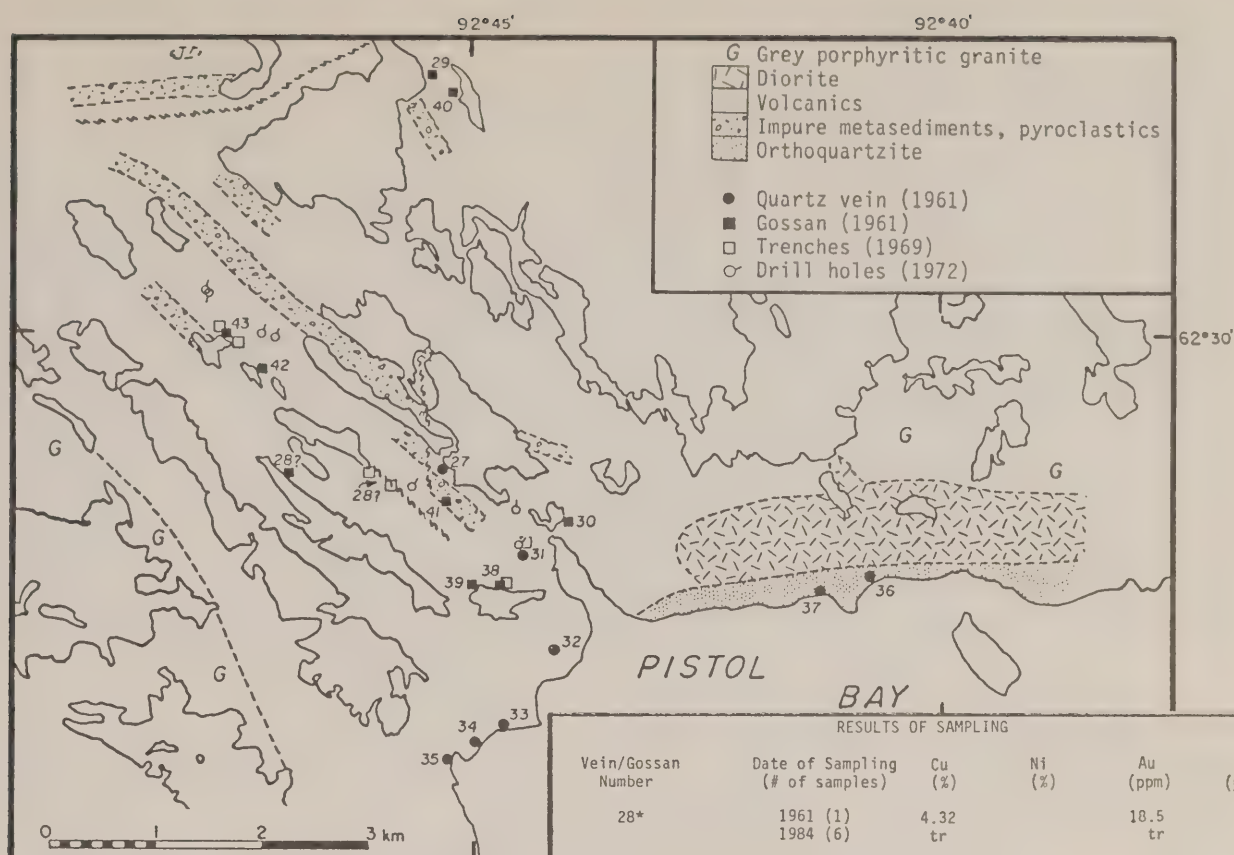 92°45'
92°40'
G Grey porphyritic granite
Diorite
Volcanics
Impure metasediments, pyroclastics
Orthoquartzite
Quartz vein (1961)
Gossan (1961)
Trenches (1969)
Drill holes (1972)
29
40
62°30'
43
42
G
G
G
28?
28?
27
41
30
31
39
38
36
37
G
G
32
PISTOL
BAY
33
34
35
0 1 2 3 km
RESULTS OF SAMPLING
Vein/Gossan Date of Sampling Cu Ni Au
Number (# of samples) (%) (%) (ppm) (
28* 1961 (1) 4.32 18.5
1984 (6) tr tr